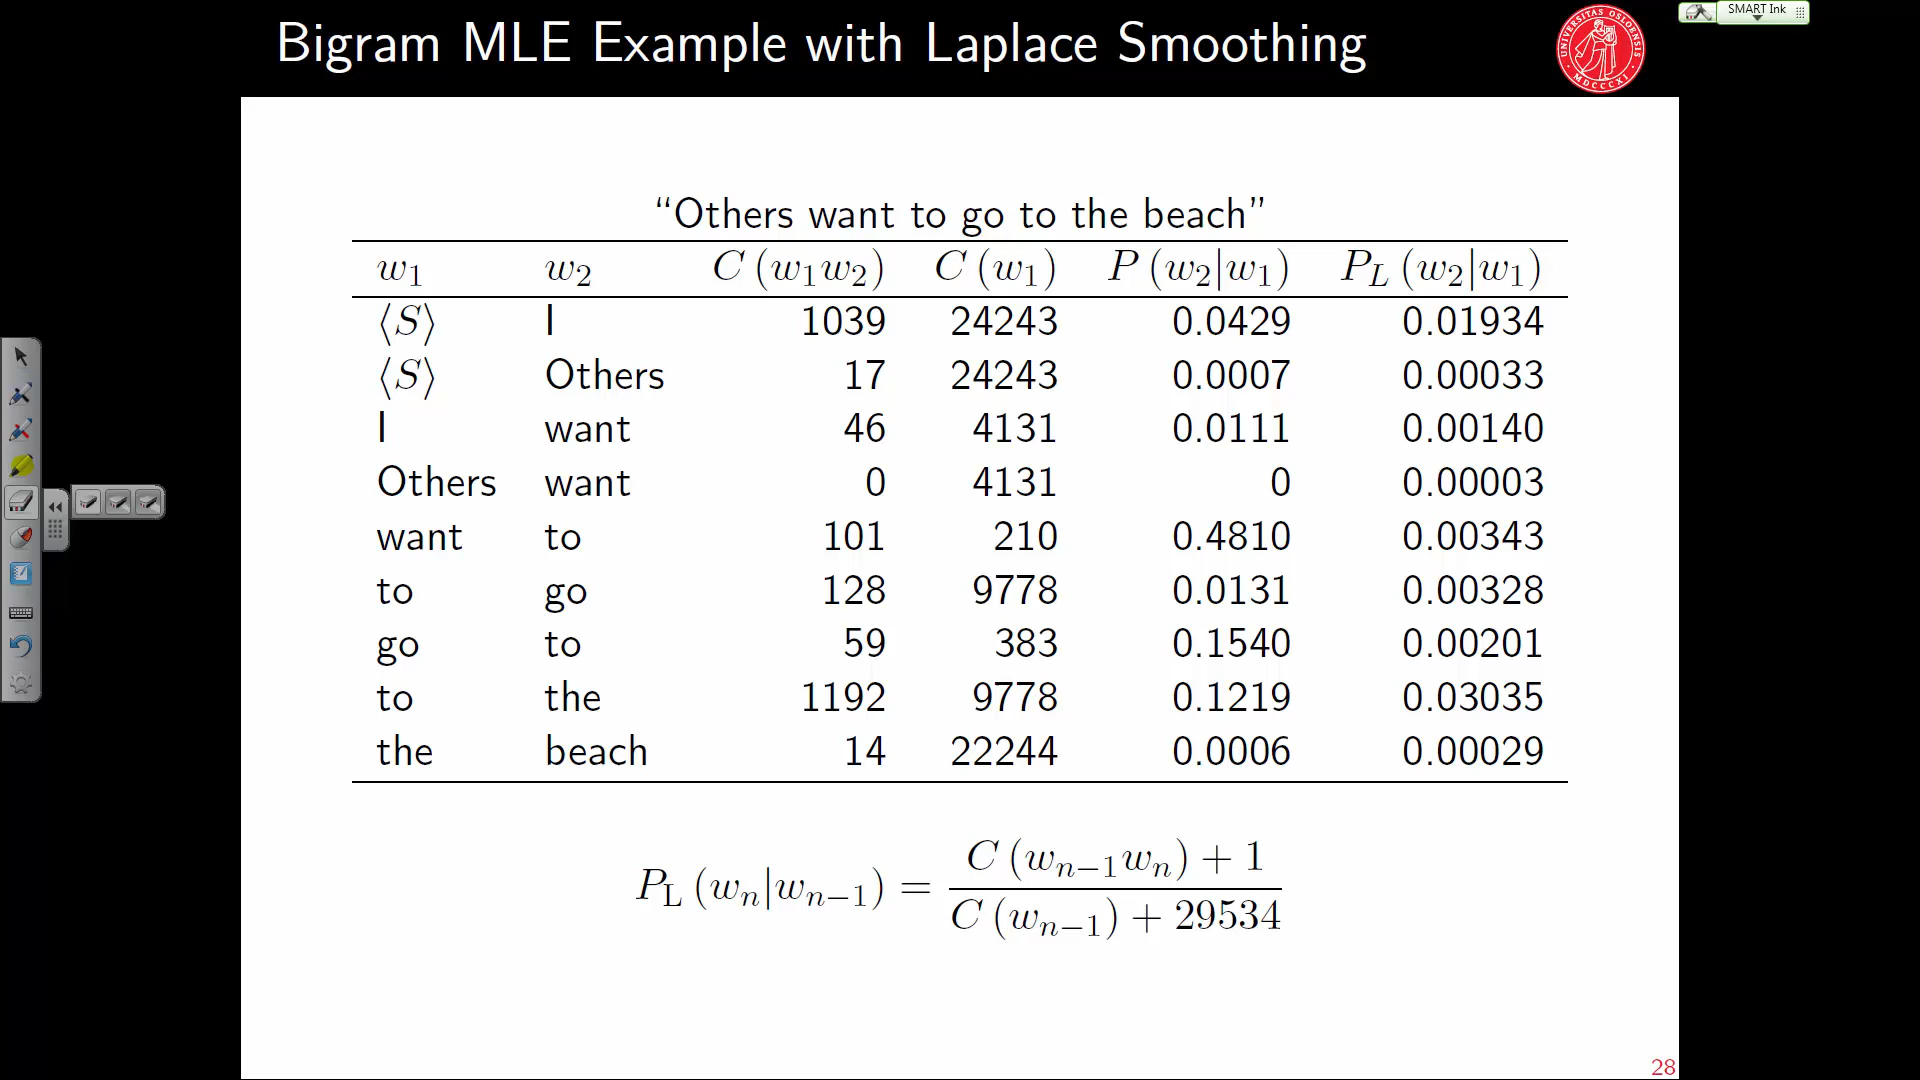 Bigram MLE Example with Laplace Smoothing
SMART Ink
UNIVERSITAS OSLOENSIS
MDCCCXI
“Others want to go to the beach”
w₁ w₂ C (w₁w₂) C (w₁) P (w₂|w₁) P_L (w₂|w₁)
⟨S⟩ I 1039 24243 0.0429 0.01934
⟨S⟩ Others 17 24243 0.0007 0.00033
I want 46 4131 0.0111 0.00140
Others want 0 4131 0 0.00003
want to 101 210 0.4810 0.00343
to go 128 9778 0.0131 0.00328
go to 59 383 0.1540 0.00201
to the 1192 9778 0.1219 0.03035
the beach 14 22244 0.0006 0.00029
P_L (wₙ|wₙ₋₁) = C (wₙ₋₁wₙ) + 1 / C (wₙ₋₁) + 29534
28